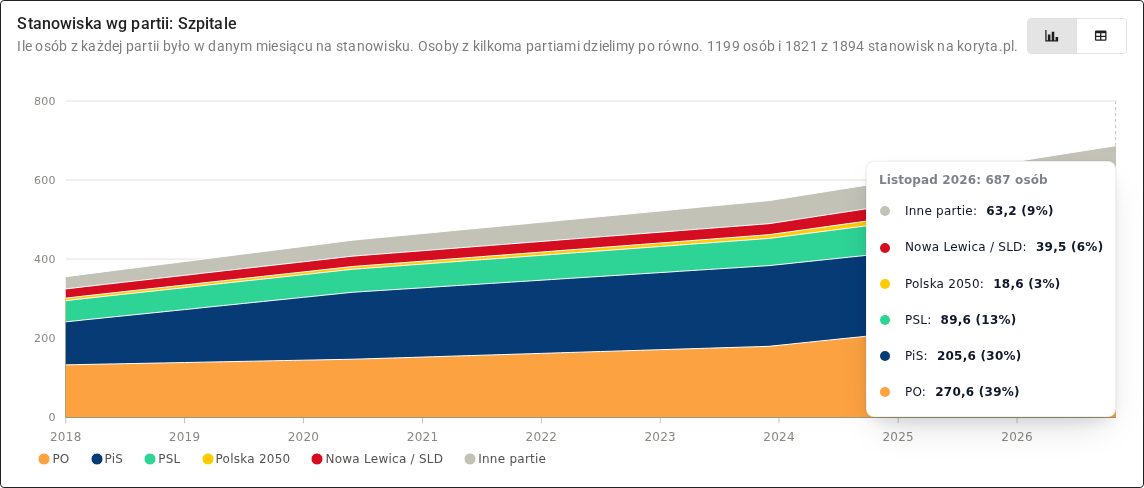 Stanowiska wg partii: Szpitale
Ile osób z każdej partii było w danym miesiącu na stanowisku. Osoby z kilkoma partiami dzielimy po równo. 1199 osób i 1821 z 1894 stanowisk na koryta.pl.
800
600
400
200
0
2018 2019 2020 2021 2022 2023 2024 2025 2026
Listopad 2026: 687 osób
Inne partie: 63,2 (9%)
Nowa Lewica / SLD: 39,5 (6%)
Polska 2050: 18,6 (3%)
PSL: 89,6 (13%)
PiS: 205,6 (30%)
PO: 270,6 (39%)
PO PiS PSL Polska 2050 Nowa Lewica / SLD Inne partie